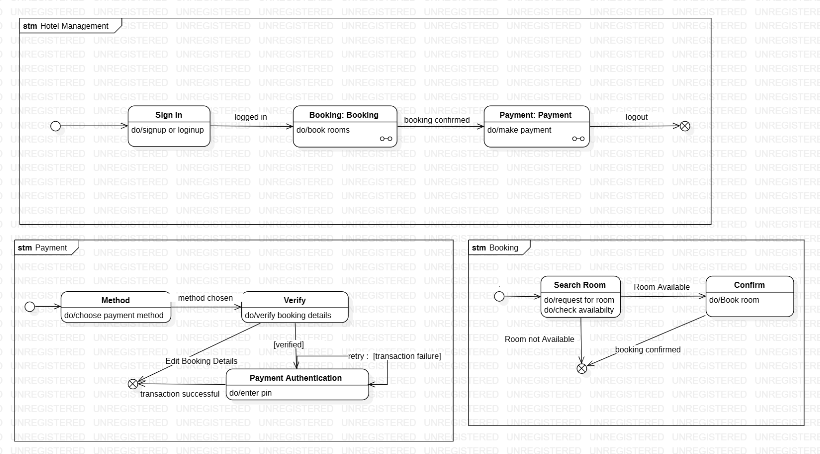 stm Hotel Management
Sign In
do/signup or loginup
logged in
Booking: Booking
do/book rooms
booking confirmed
Payment: Payment
do/make payment
logout
stm Payment
Method
do/choose payment method
method chosen
Verify
do/verify booking details
[verified]
Edit Booking Details
retry : [transaction failure]
Payment Authentication
do/enter pin
transaction successful
stm Booking
Search Room
do/request for room
do/check availabilty
Room Available
Confirm
do/Book room
Room not Available
booking confirmed
UNREGISTERED